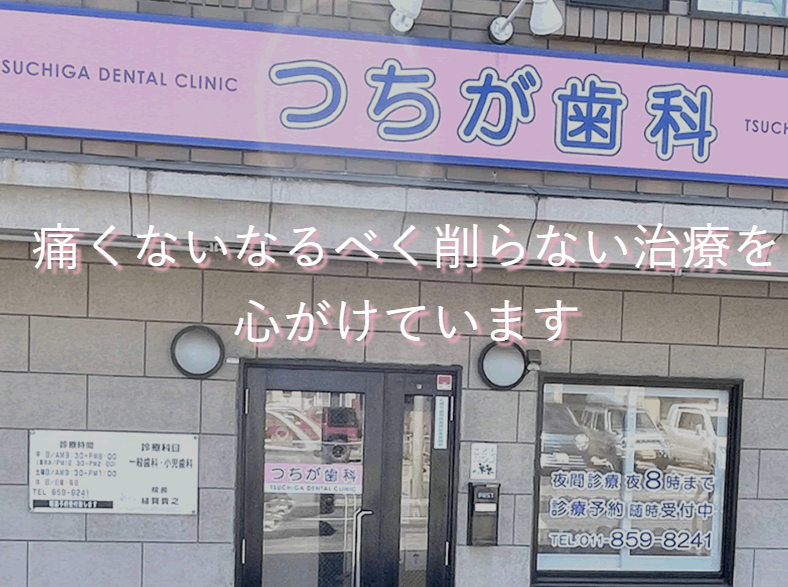 SUCHIGA DENTAL CLINIC
つちが歯科
TSUCH
痛くないなるべく削らない治療を
心がけています
診療時間
診療科目
一般歯科・小児歯科
院長
TEL 859-8241
つちが歯科
TSUCHIGA DENTAL CLINIC
POST
夜間診療 夜8時まで
診療予約 随時受付中
TEL.011-859-8241